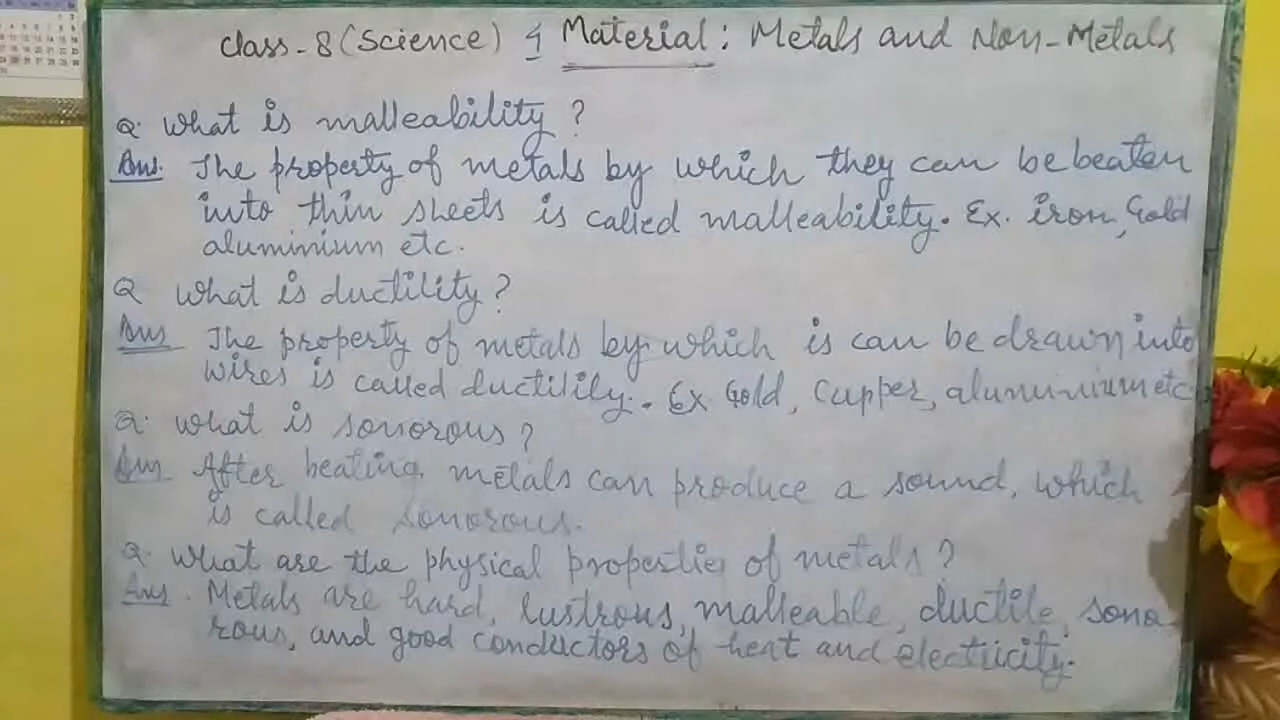 Class-8 (Science) 4 Material: Metals and Non-Metals
Q. What is malleability?
Ans. The property of metals by which they can be beaten
into thin sheets is called malleability. Ex. iron, Gold
aluminium etc.
Q What is ductility?
Ans The property of metals by which is can be drawn into
wires is called ductility. Ex Gold, Cupper, aluminium etc
Q. What is sonorous?
Ans. After beating metals can produce a sound, which
is called sonorous.
Q. What are the physical properties of metals?
Ans. Metals are hard, lustrous, malleable, ductile, sono-
rous, and good conductors of heat and electricity.